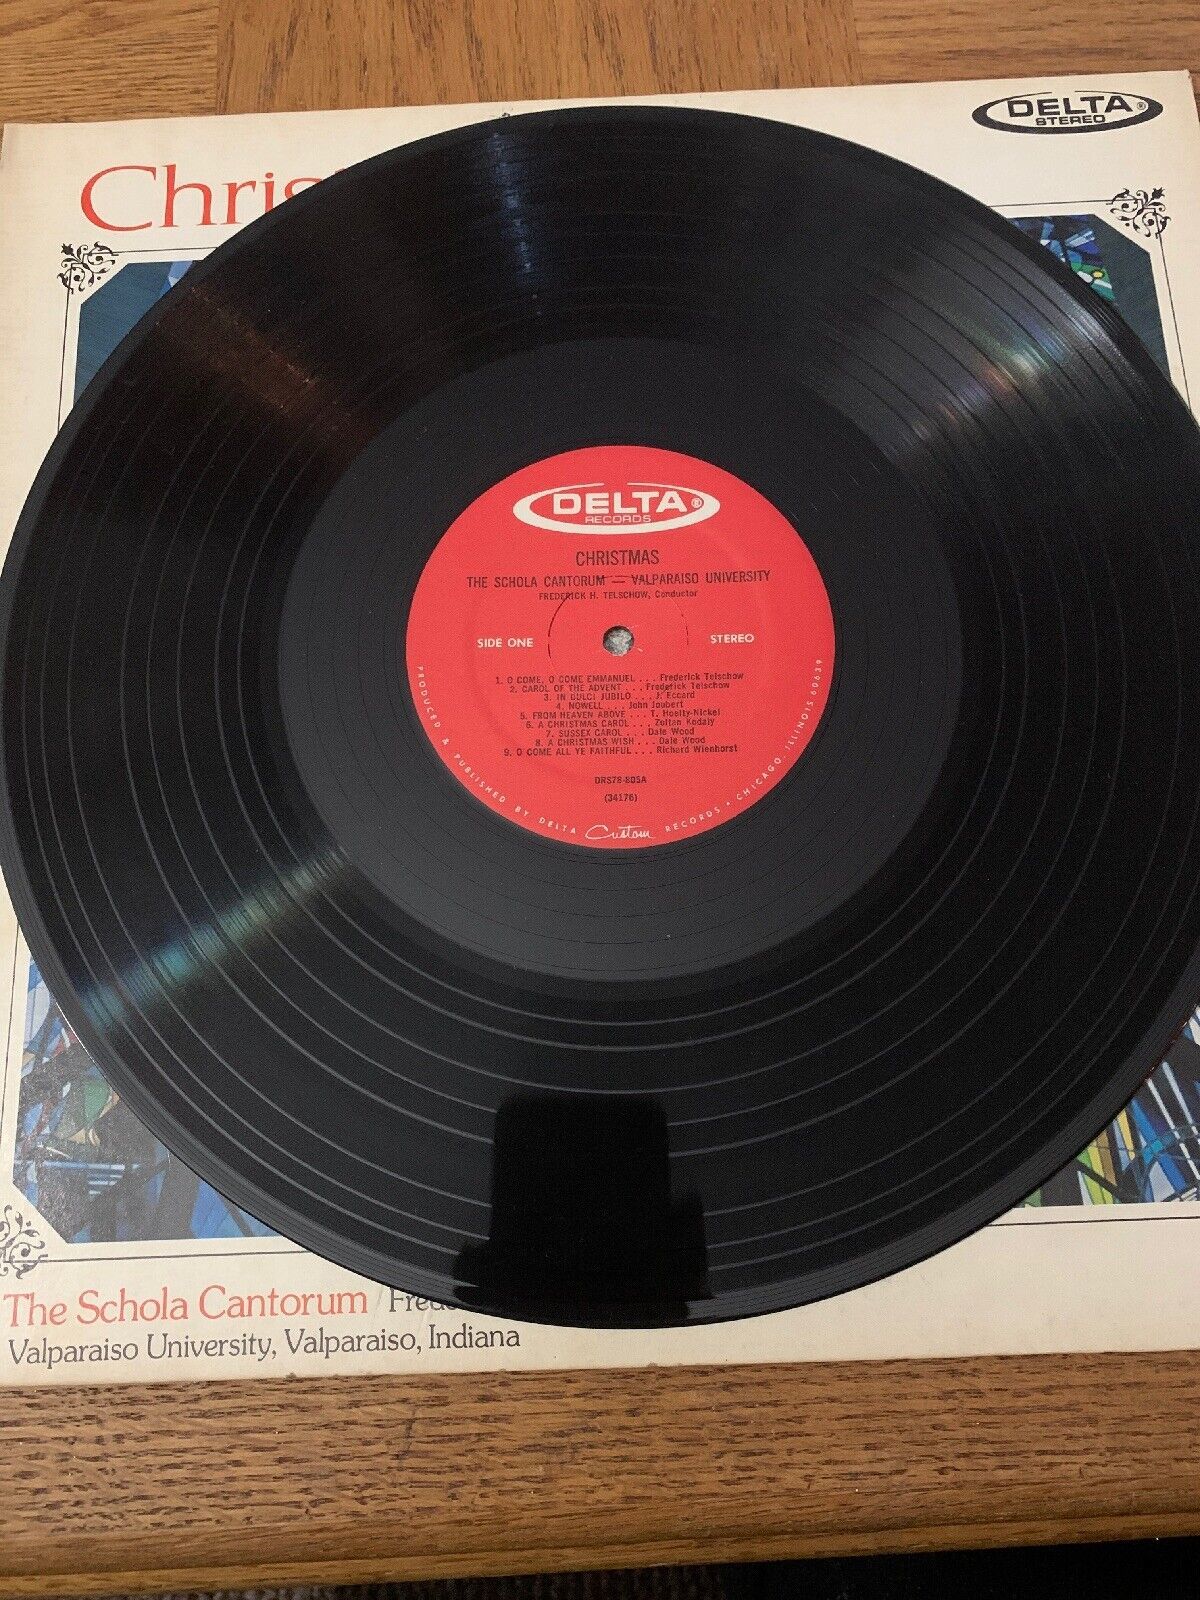 DELTA®
STEREO
Chris
DELTA®
RECORDS
CHRISTMAS
THE SCHOLA CANTORUM — VALPARAISO UNIVERSITY
FREDERICK H. TELSCHOW, Conductor
SIDE ONE
STEREO
1. O COME, O COME EMMANUEL . . . Frederick Telschow
2. CAROL OF THE ADVENT . . . Frederick Telschow
3. IN DULCI JUBILO . . . J. Eccard
4. NOWELL . . . John Joubert
5. FROM HEAVEN ABOVE . . . T. Hoelty-Nickel
6. A CHRISTMAS CAROL . . . Zoltan Kodaly
7. SUSSEX CAROL . . . Dale Wood
8. A CHRISTMAS WISH . . . Dale Wood
9. O COME ALL YE FAITHFUL . . . Richard Wienhorst
DRS78-805A
(34176)
PRODUCED & PUBLISHED BY DELTA Custom RECORDS • CHICAGO, ILLINOIS 60639
The Schola Cantorum / Frede
Valparaiso University, Valparaiso, Indiana